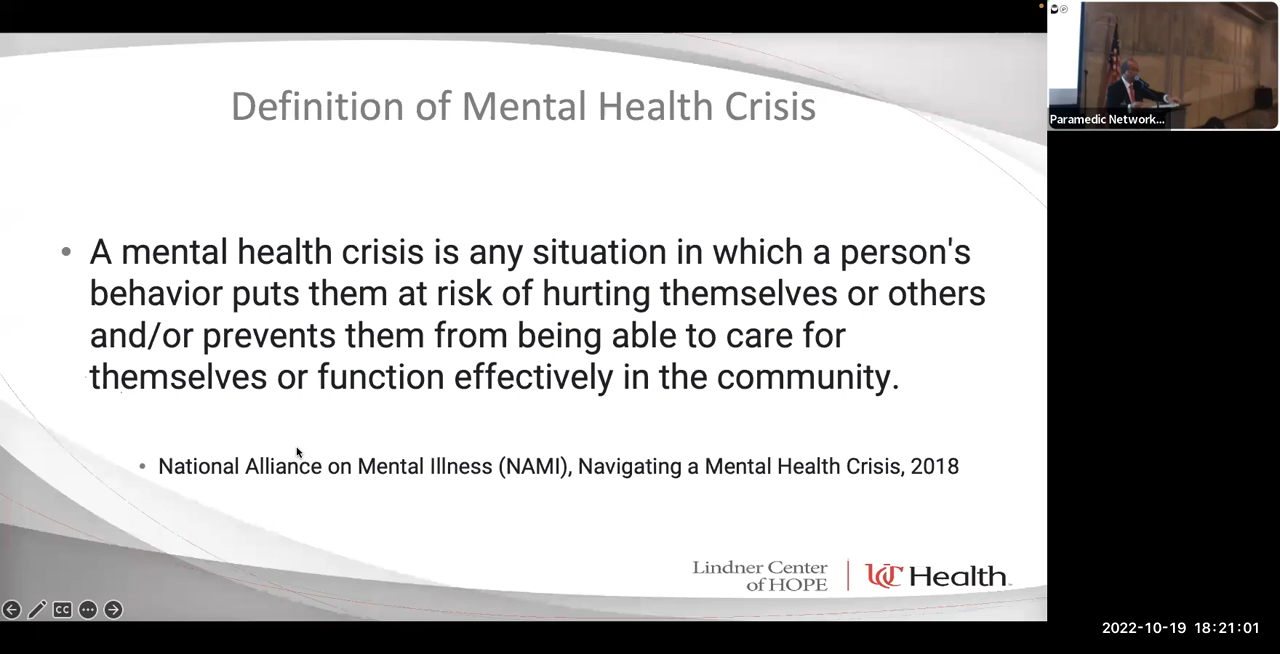 Definition of Mental Health Crisis
• A mental health crisis is any situation in which a person's
behavior puts them at risk of hurting themselves or others
and/or prevents them from being able to care for
themselves or function effectively in the community.
• National Alliance on Mental Illness (NAMI), Navigating a Mental Health Crisis, 2018
Lindner Center
of HOPE
UC Health
CC
Paramedic Network...
2022-10-19 18:21:01